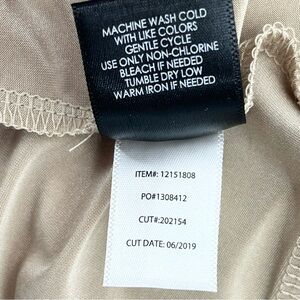 MACHINE WASH COLD
WITH LIKE COLORS
GENTLE CYCLE
USE ONLY NON-CHLORINE
BLEACH IF NEEDED
TUMBLE DRY LOW
WARM IRON IF NEEDED
ITEM#: 12151808
PO#1308412
CUT#:202154
CUT DATE: 06/2019